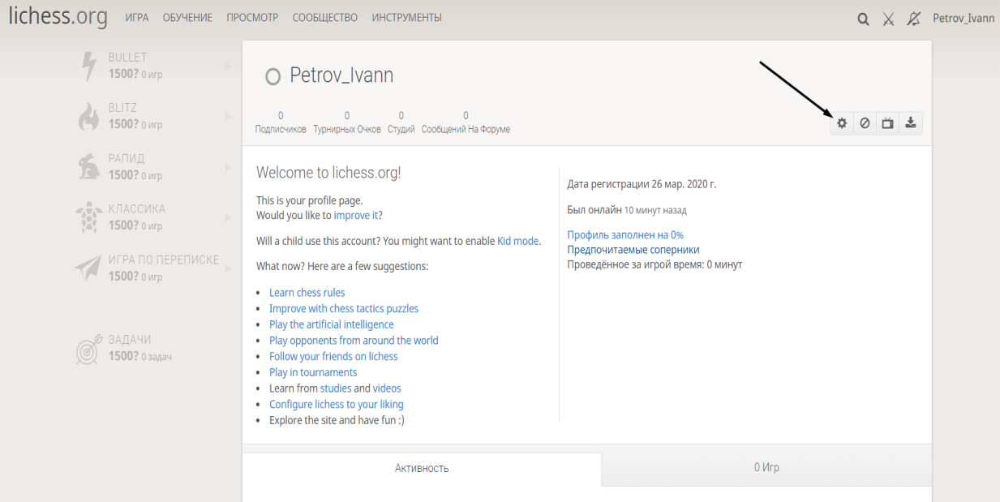 lichess.org ИГРА ОБУЧЕНИЕ ПРОСМОТР СООБЩЕСТВО ИНСТРУМЕНТЫ Petrov_Ivann
BULLET
1500? 0 игр
BLITZ
1500? 0 игр
РАПИД
1500? 0 игр
КЛАССИКА
1500? 0 игр
ИГРА ПО ПЕРЕПИСКЕ
1500? 0 игр
ЗАДАЧИ
1500? 0 задач
Petrov_Ivann
0 0 0 0
Подписчиков Турнирных Очков Студий Сообщений На Форуме
Welcome to lichess.org!
This is your profile page.
Would you like to improve it?
Will a child use this account? You might want to enable Kid mode.
What now? Here are a few suggestions:
• Learn chess rules
• Improve with chess tactics puzzles
• Play the artificial intelligence
• Play opponents from around the world
• Follow your friends on lichess
• Play in tournaments
• Learn from studies and videos
• Configure lichess to your liking
• Explore the site and have fun :)
Дата регистрации 26 мар. 2020 г.
Был онлайн 10 минут назад
Профиль заполнен на 0%
Предпочитаемые соперники
Проведённое за игрой время: 0 минут
Активность 0 Игр